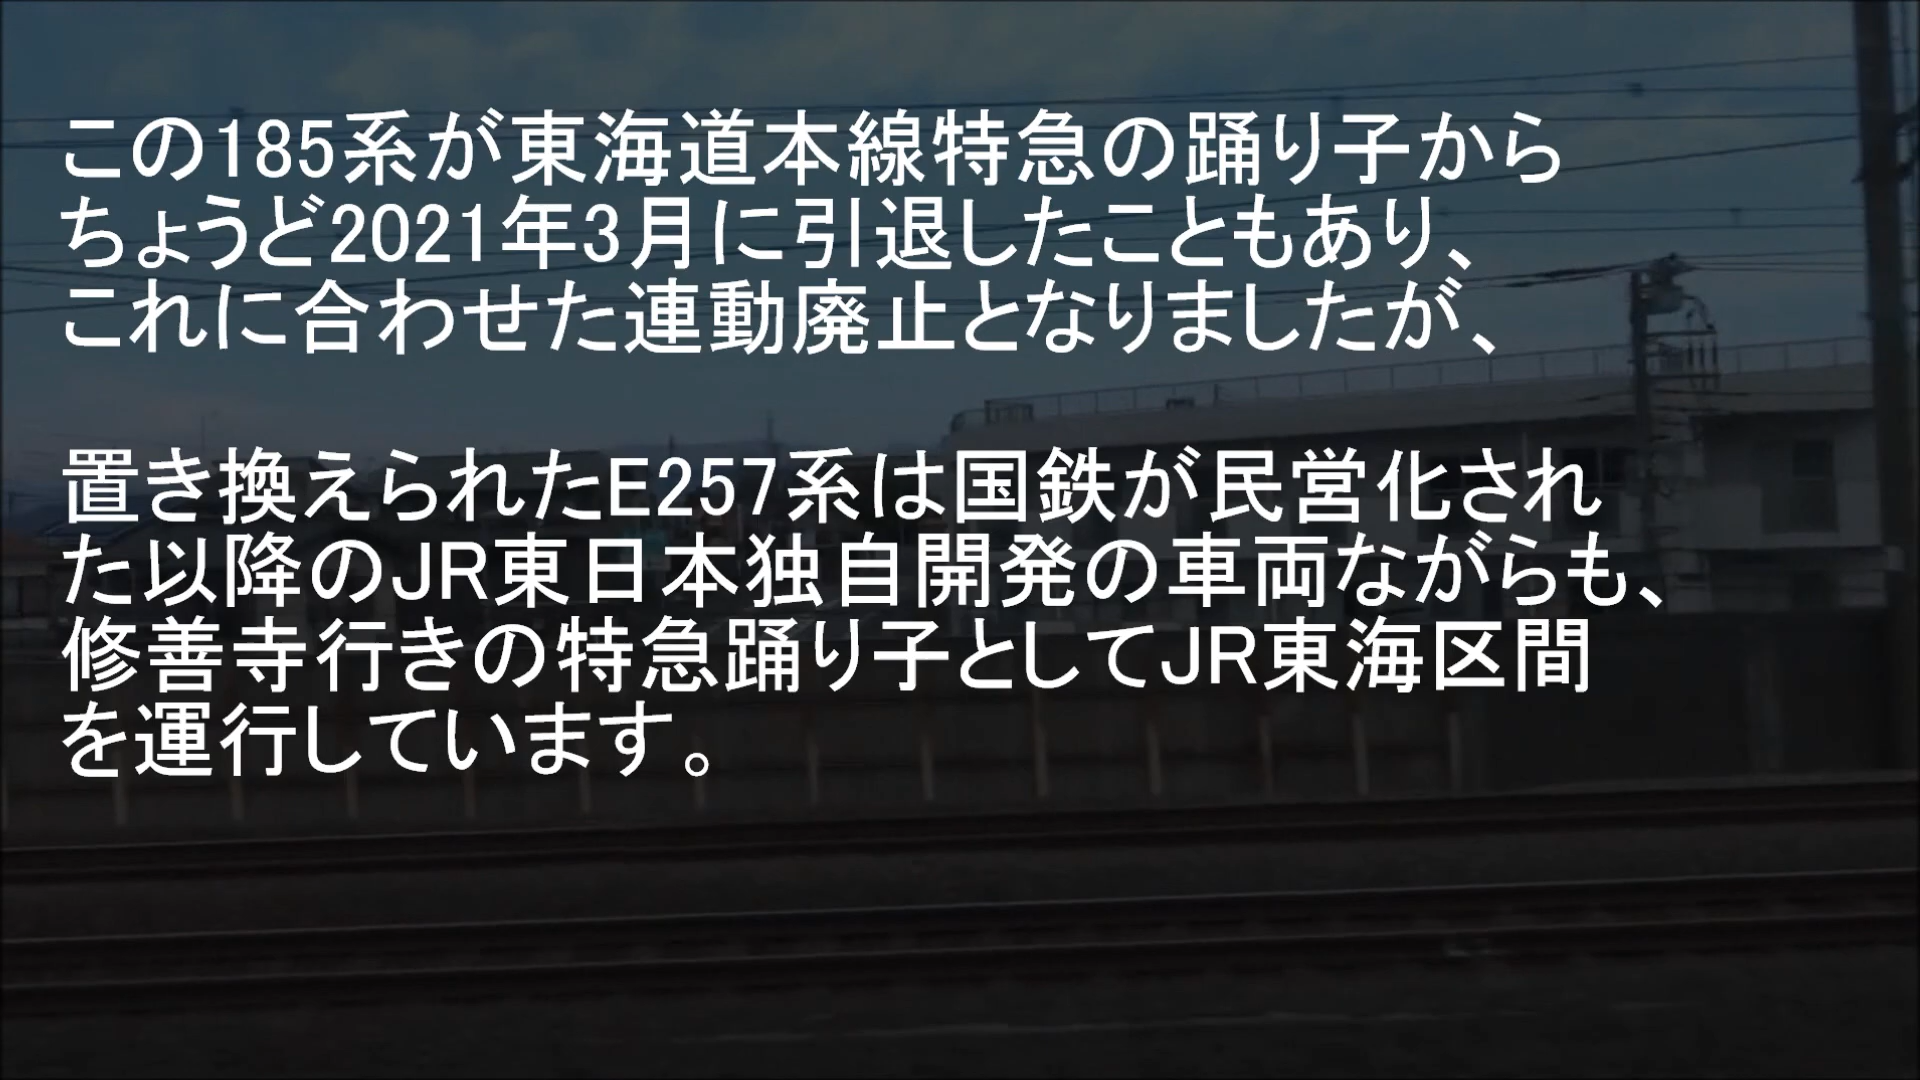 この185系が東海道本線特急の踊り子から
ちょうど2021年3月に引退したこともあり、
これに合わせた連動廃止となりましたが、
置き換えられたE257系は国鉄が民営化され
た以降のJR東日本独自開発の車両ながらも、
修善寺行きの特急踊り子としてJR東海区間
を運行しています。